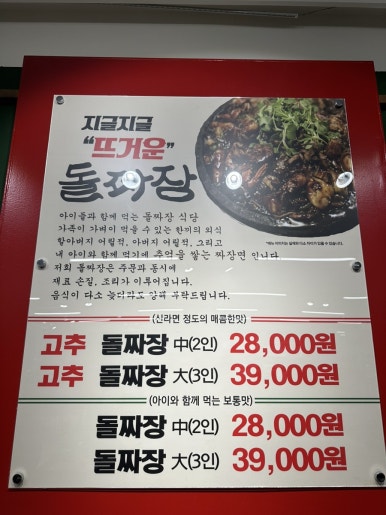 지글지글
"뜨거운"
돌짜장
아이들과 함께 먹는 돌짜장 식당
가족이 가벼이 먹을 수 있는 한끼의 외식
할아버지 어릴적, 아버지 어릴적, 그리고
내 아이와 함께 먹기에 추억을 쌓는 짜장면 입니다.
저희 돌짜장은 주문과 동시에
재료 손질, 조리가 이루어집니다.
음식이 다소 늦더라도 양해 부탁드립니다.
(신라면 정도의 매콤한맛)
고추 돌짜장 中(2인) 28,000원
고추 돌짜장 大(3인) 39,000원
(아이와 함께 먹는 보통맛)
돌짜장 中(2인) 28,000원
돌짜장 大(3인) 39,000원